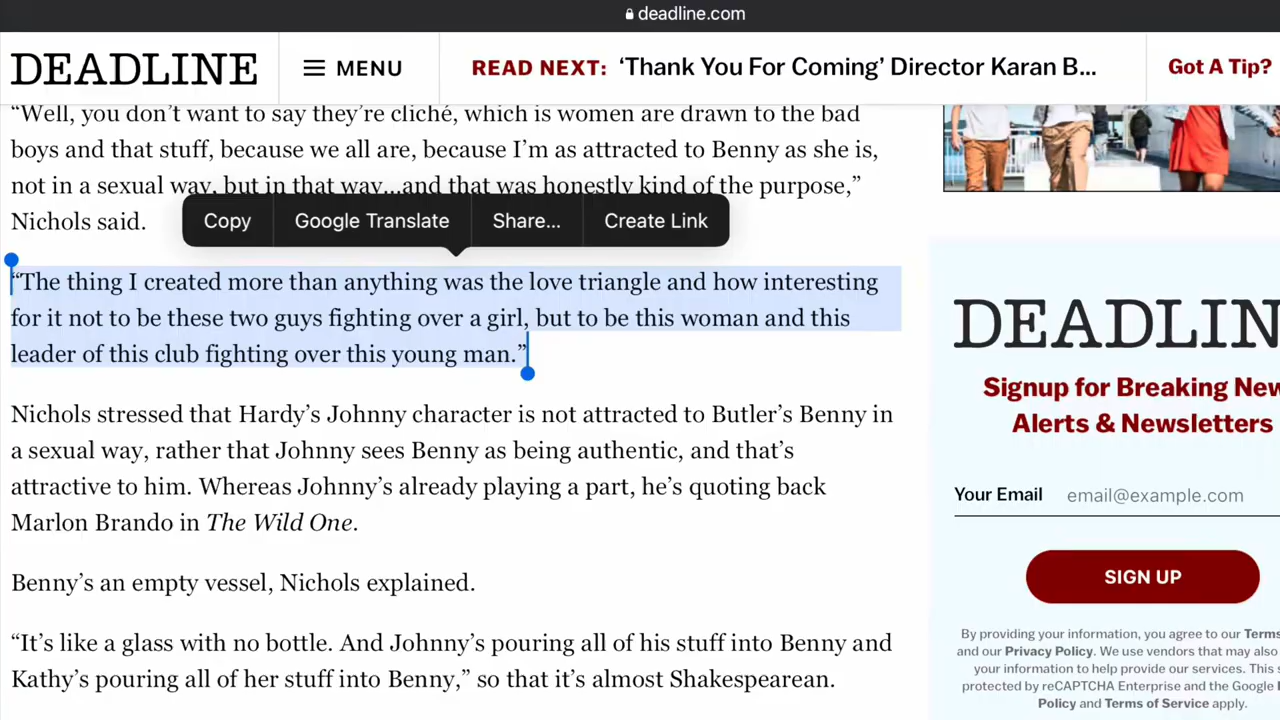 deadline.com
DEADLINE
MENU
READ NEXT: ‘Thank You For Coming’ Director Karan B...
Got A Tip?
“Well, you don’t want to say they’re cliché, which is women are drawn to the bad
boys and that stuff, because we all are, because I’m as attracted to Benny as she is,
not in a sexual way, but in that way...and that was honestly kind of the purpose,”
Nichols said.
Copy
Google Translate
Share...
Create Link
“The thing I created more than anything was the love triangle and how interesting
for it not to be these two guys fighting over a girl, but to be this woman and this
leader of this club fighting over this young man.”
Nichols stressed that Hardy’s Johnny character is not attracted to Butler’s Benny in
a sexual way, rather that Johnny sees Benny as being authentic, and that’s
attractive to him. Whereas Johnny’s already playing a part, he’s quoting back
Marlon Brando in The Wild One.
Benny’s an empty vessel, Nichols explained.
“It’s like a glass with no bottle. And Johnny’s pouring all of his stuff into Benny and
Kathy’s pouring all of her stuff into Benny,” so that it’s almost Shakespearean.
DEADLIN
Signup for Breaking New
Alerts & Newsletters
Your Email
email@example.com
SIGN UP
By providing your information, you agree to our Terms
and our Privacy Policy. We use vendors that may also
your information to help provide our services. This s
protected by reCAPTCHA Enterprise and the Google
Policy and Terms of Service apply.